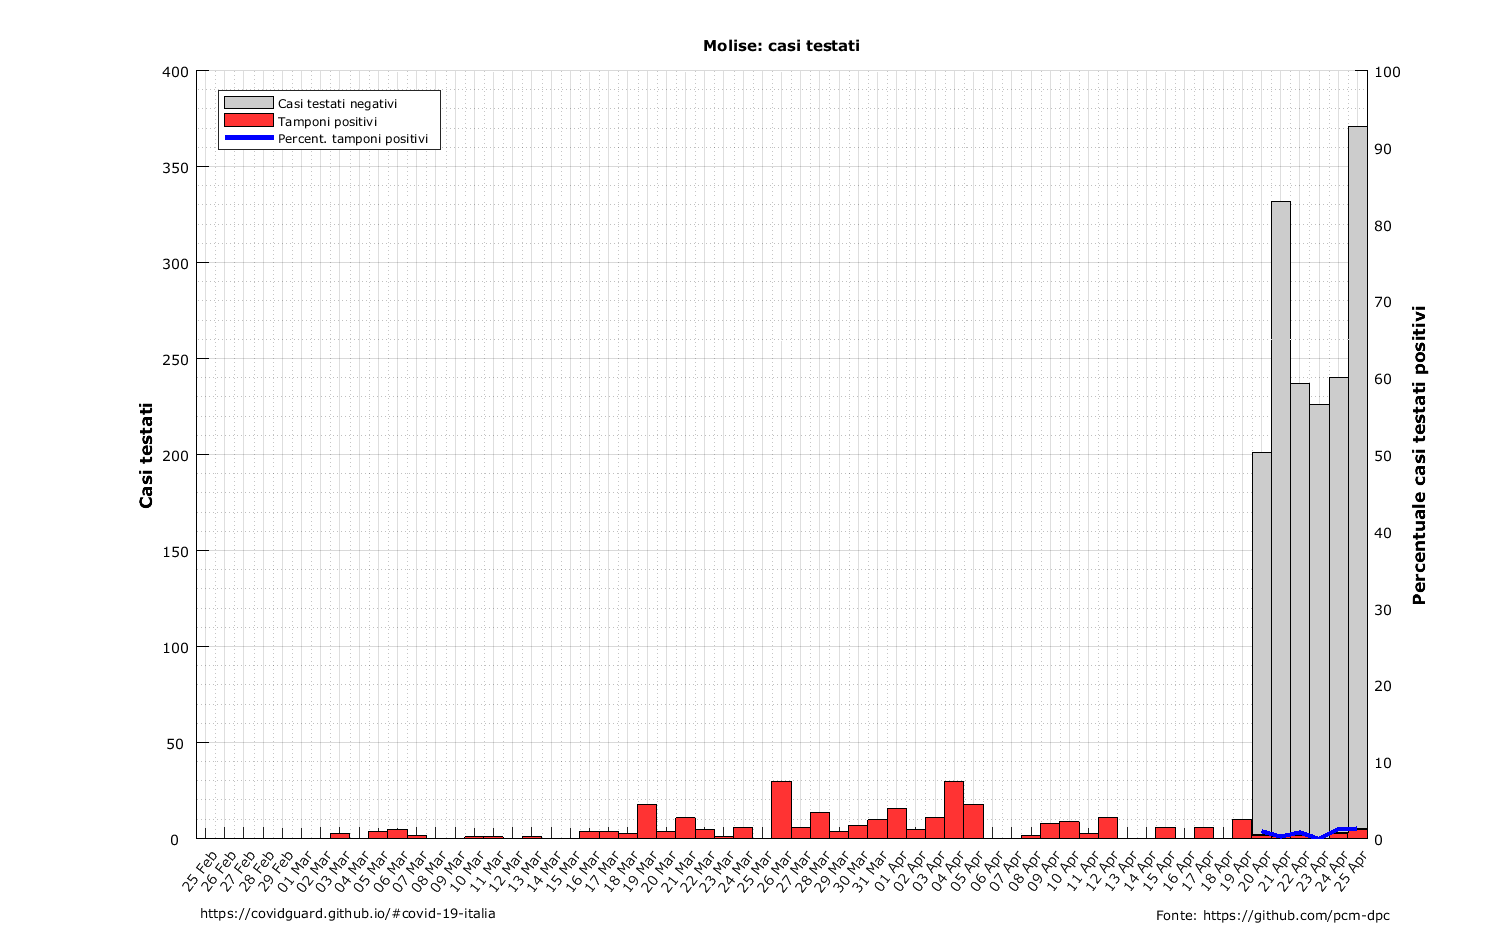 Molise: casi testati
400
350
300
250
200
150
100
50
0
Casi testati
Casi testati negativi
Tamponi positivi
Percent. tamponi positivi
100
90
80
70
60
50
40
30
20
10
0
Percentuale casi testati positivi
25 Feb
26 Feb
27 Feb
28 Feb
29 Feb
01 Mar
02 Mar
03 Mar
04 Mar
05 Mar
06 Mar
07 Mar
08 Mar
09 Mar
10 Mar
11 Mar
12 Mar
13 Mar
14 Mar
15 Mar
16 Mar
17 Mar
18 Mar
19 Mar
20 Mar
21 Mar
22 Mar
23 Mar
24 Mar
25 Mar
26 Mar
27 Mar
28 Mar
29 Mar
30 Mar
31 Mar
01 Apr
02 Apr
03 Apr
04 Apr
05 Apr
06 Apr
07 Apr
08 Apr
09 Apr
10 Apr
11 Apr
12 Apr
13 Apr
14 Apr
15 Apr
16 Apr
17 Apr
18 Apr
19 Apr
20 Apr
21 Apr
22 Apr
23 Apr
24 Apr
25 Apr
https://covidguard.github.io/#covid-19-italia
Fonte: https://github.com/pcm-dpc